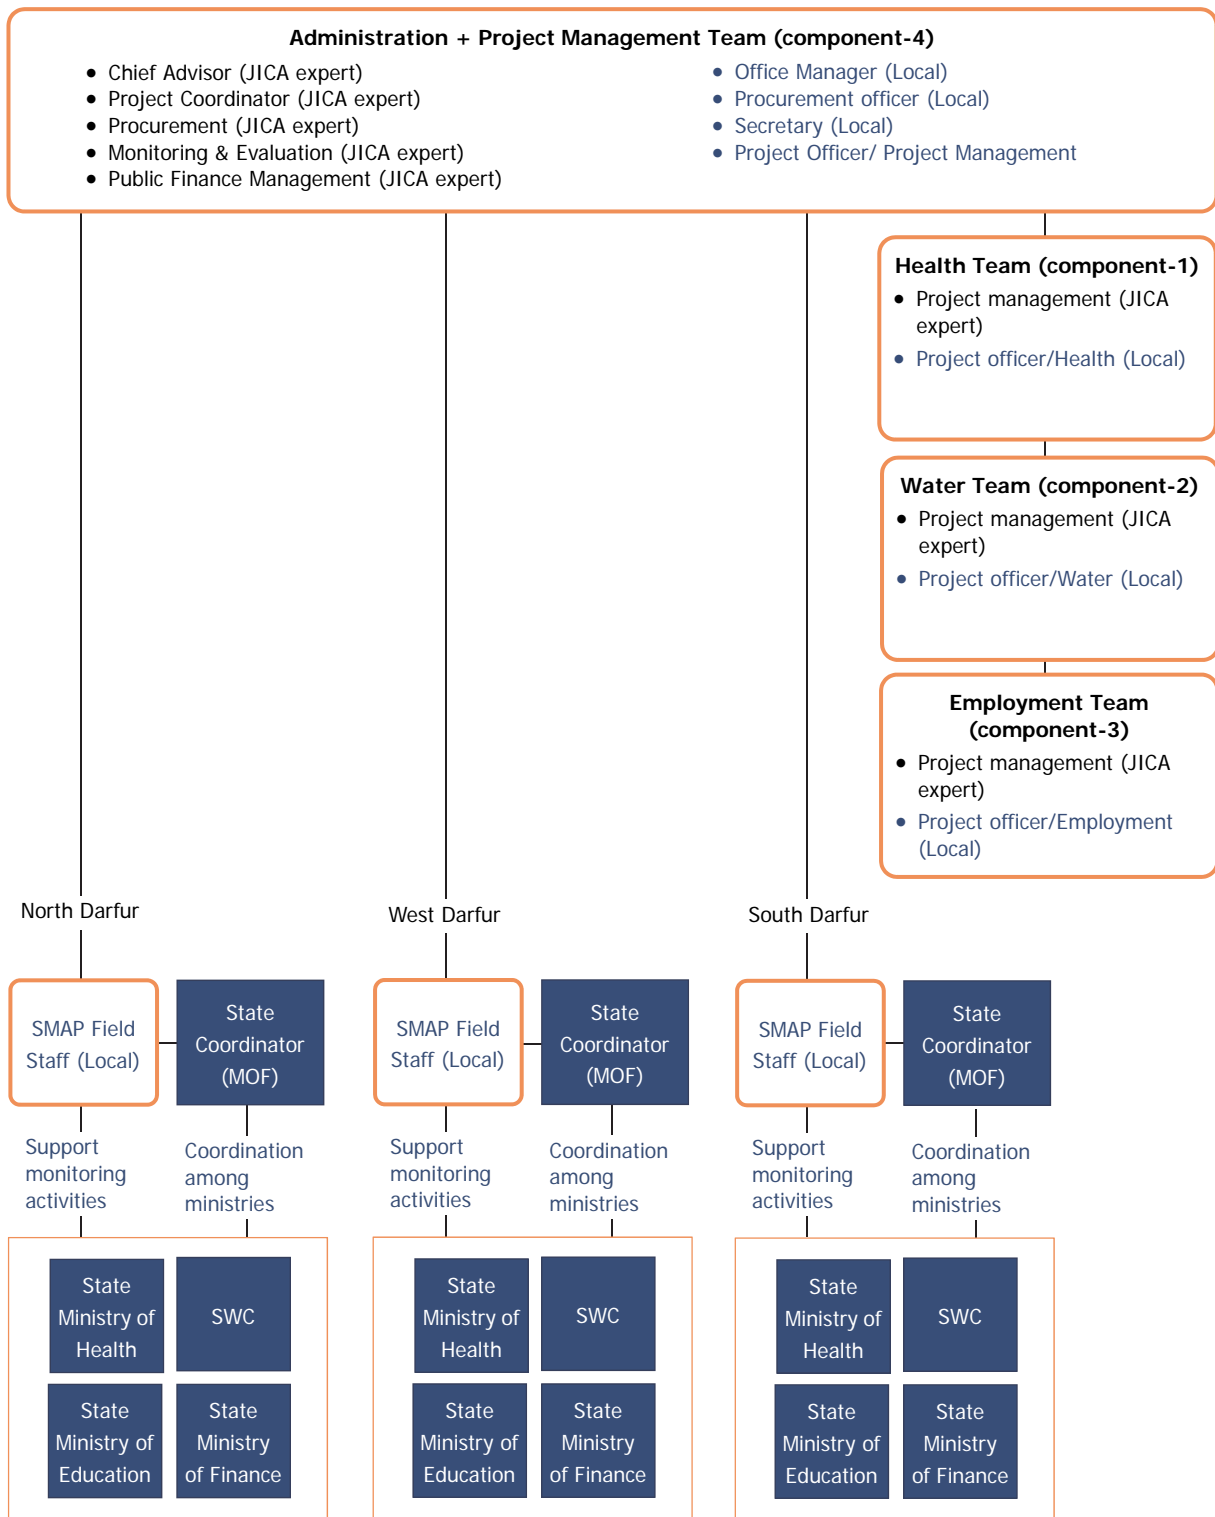 Administration + Project Management Team (component-4)
• Chief Advisor (JICA expert)
• Project Coordinator (JICA expert)
• Procurement (JICA expert)
• Monitoring & Evaluation (JICA expert)
• Public Finance Management (JICA expert)
• Office Manager (Local)
• Procurement officer (Local)
• Secretary (Local)
• Project Officer/ Project Management
Health Team (component-1)
• Project management (JICA
expert)
• Project officer/Health (Local)
Water Team (component-2)
• Project management (JICA
expert)
• Project officer/Water (Local)
Employment Team
(component-3)
• Project management (JICA
expert)
• Project officer/Employment
(Local)
North Darfur
West Darfur
South Darfur
SMAP Field
Staff (Local)
State
Coordinator
(MOF)
SMAP Field
Staff (Local)
State
Coordinator
(MOF)
SMAP Field
Staff (Local)
State
Coordinator
(MOF)
Support
monitoring
activities
Coordination
among
ministries
Support
monitoring
activities
Coordination
among
ministries
Support
monitoring
activities
Coordination
among
ministries
State
Ministry of
Health
SWC
State
Ministry of
Education
State
Ministry
of Finance
State
Ministry of
Health
SWC
State
Ministry of
Education
State
Ministry
of Finance
State
Ministry of
Health
SWC
State
Ministry of
Education
State
Ministry
of Finance